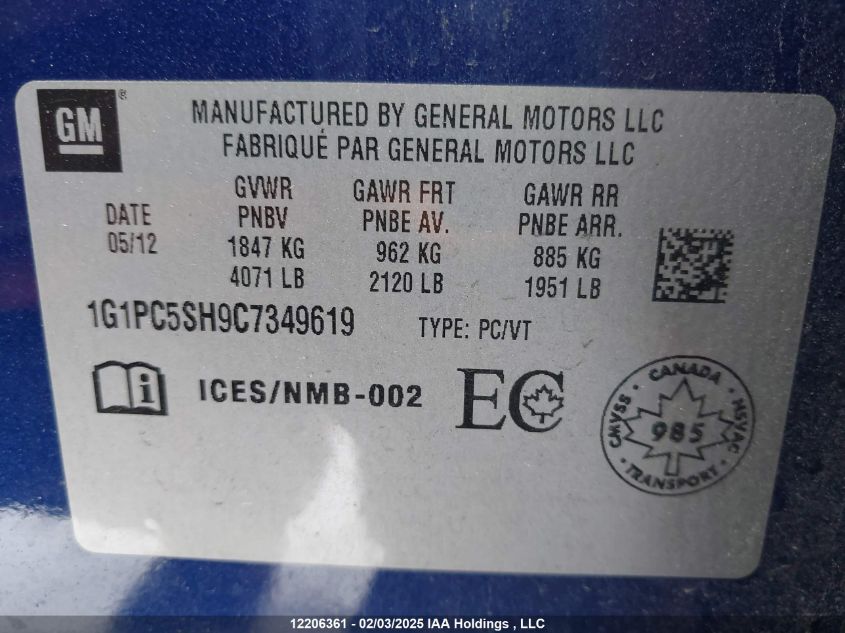 GM ®
MANUFACTURED BY GENERAL MOTORS LLC
FABRIQUÉ PAR GENERAL MOTORS LLC
GVWR GAWR FRT GAWR RR
DATE PNBV PNBE AV. PNBE ARR.
05/12 1847 KG 962 KG 885 KG
4071 LB 2120 LB 1951 LB
1G1PC5SH9C7349619 TYPE: PC/VT
i ICES/NMB-002 EC
CANADA
CMVSS 985 NSVAC
TRANSPORT
12206361 - 02/03/2025 IAA Holdings , LLC